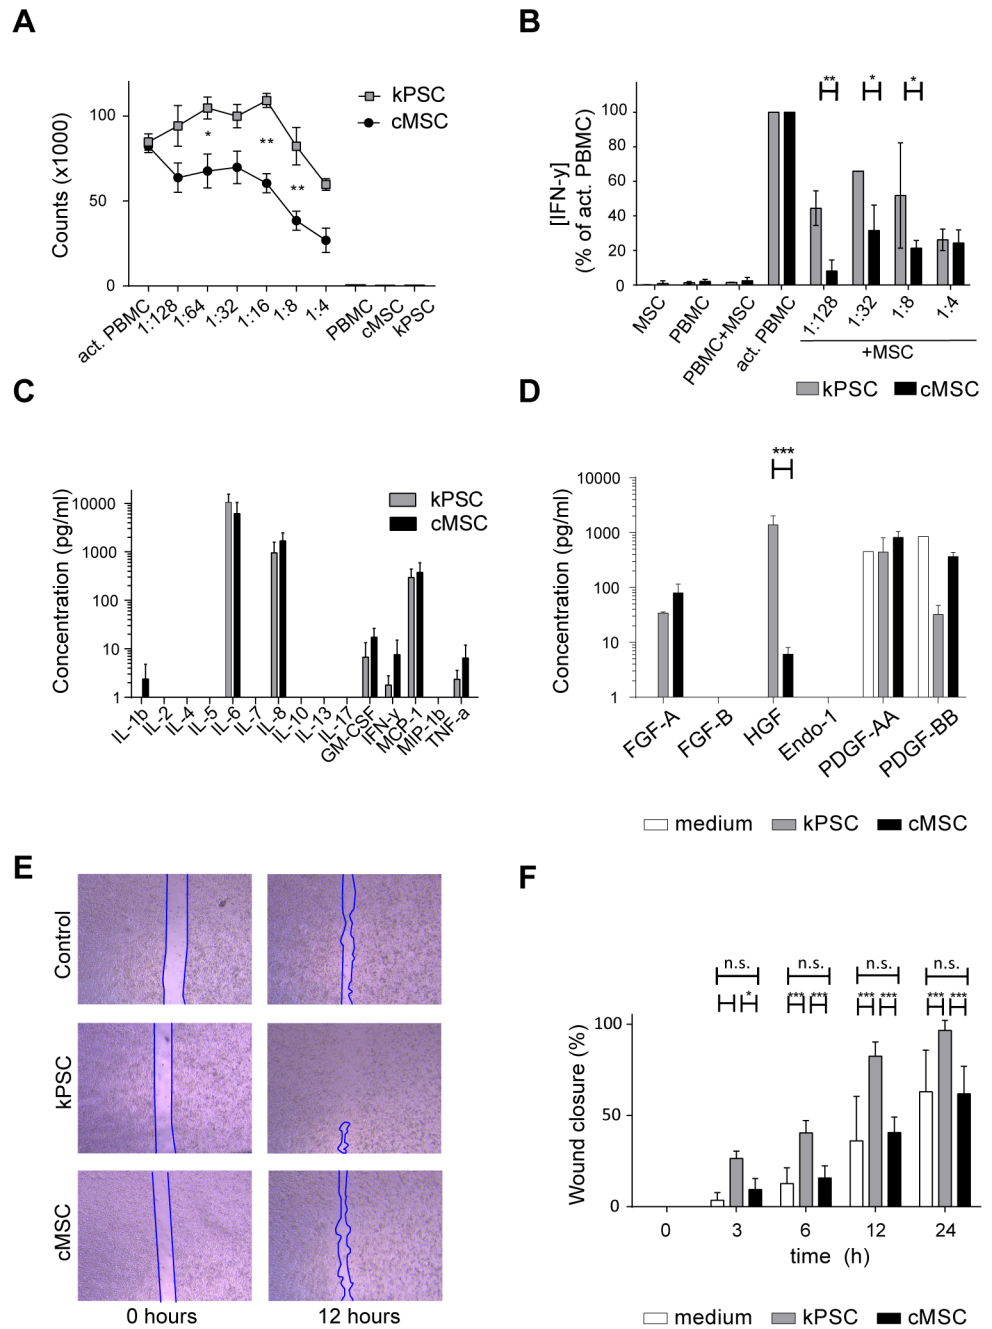 A
kPSC
cMSC
Counts (x1000)
100
50
0
*
**
**
act. PBMC
1:128
1:64
1:32
1:16
1:8
1:4
PBMC
cMSC
kPSC
B
[IFN-y]
(% of act. PBMC)
100
80
60
40
20
0
**
*
*
MSC
PBMC
PBMC+MSC
act. PBMC
1:128
1:32
1:8
1:4
+MSC
kPSC
cMSC
C
Concentration (pg/ml)
10000
1000
100
10
1
kPSC
cMSC
IL-1b
IL-2
IL-4
IL-5
IL-6
IL-7
IL-8
IL-10
IL-13
IL-17
GM-CSF
IFN-y
MCP-1
MIP-1b
TNF-a
D
Concentration (pg/ml)
10000
1000
100
10
1
***
FGF-A
FGF-B
HGF
Endo-1
PDGF-AA
PDGF-BB
medium
kPSC
cMSC
E
Control
kPSC
cMSC
0 hours
12 hours
F
n.s.
n.s.
n.s.
n.s.
*
*
***
***
***
***
***
***
Wound closure (%)
100
50
0
0
3
6
12
24
time (h)
medium
kPSC
cMSC